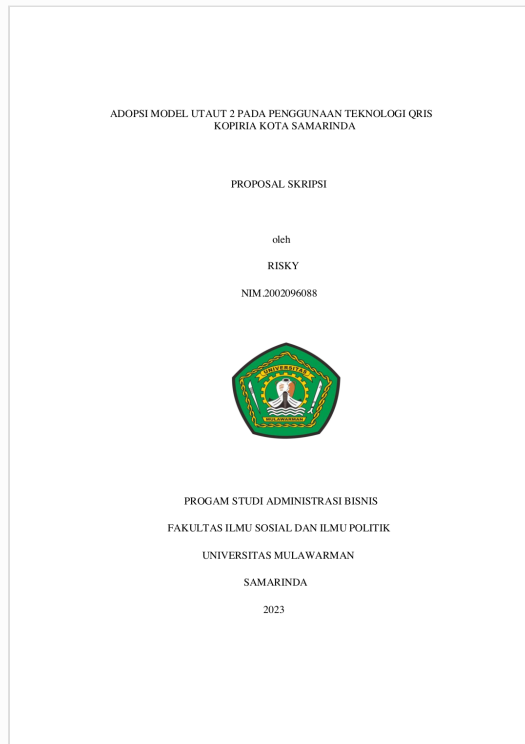 ADOPSI MODEL UTAUT 2 PADA PENGGUNAAN TEKNOLOGI QRIS
KOPIRIA KOTA SAMARINDA
PROPOSAL SKRIPSI
oleh
RISKY
NIM.2002096088
UNIVERSITAS
MULAWARMAN
PROGAM STUDI ADMINISTRASI BISNIS
FAKULTAS ILMU SOSIAL DAN ILMU POLITIK
UNIVERSITAS MULAWARMAN
SAMARINDA
2023